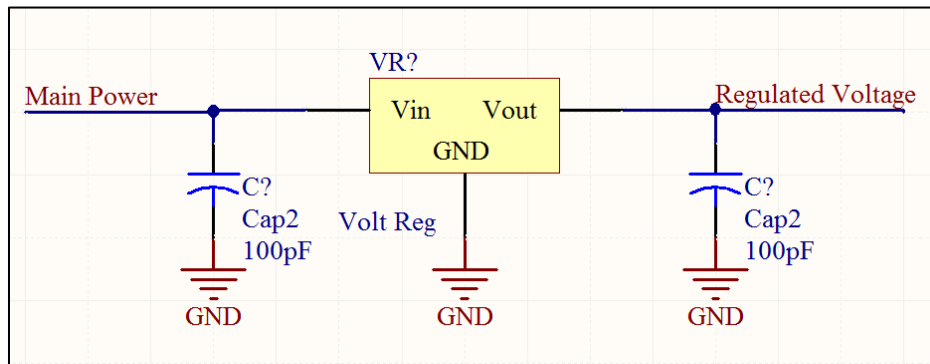 VR?
Main Power
Vin
Vout
GND
Regulated Voltage
C?
Cap2
100pF
Volt Reg
C?
Cap2
100pF
GND
GND
GND